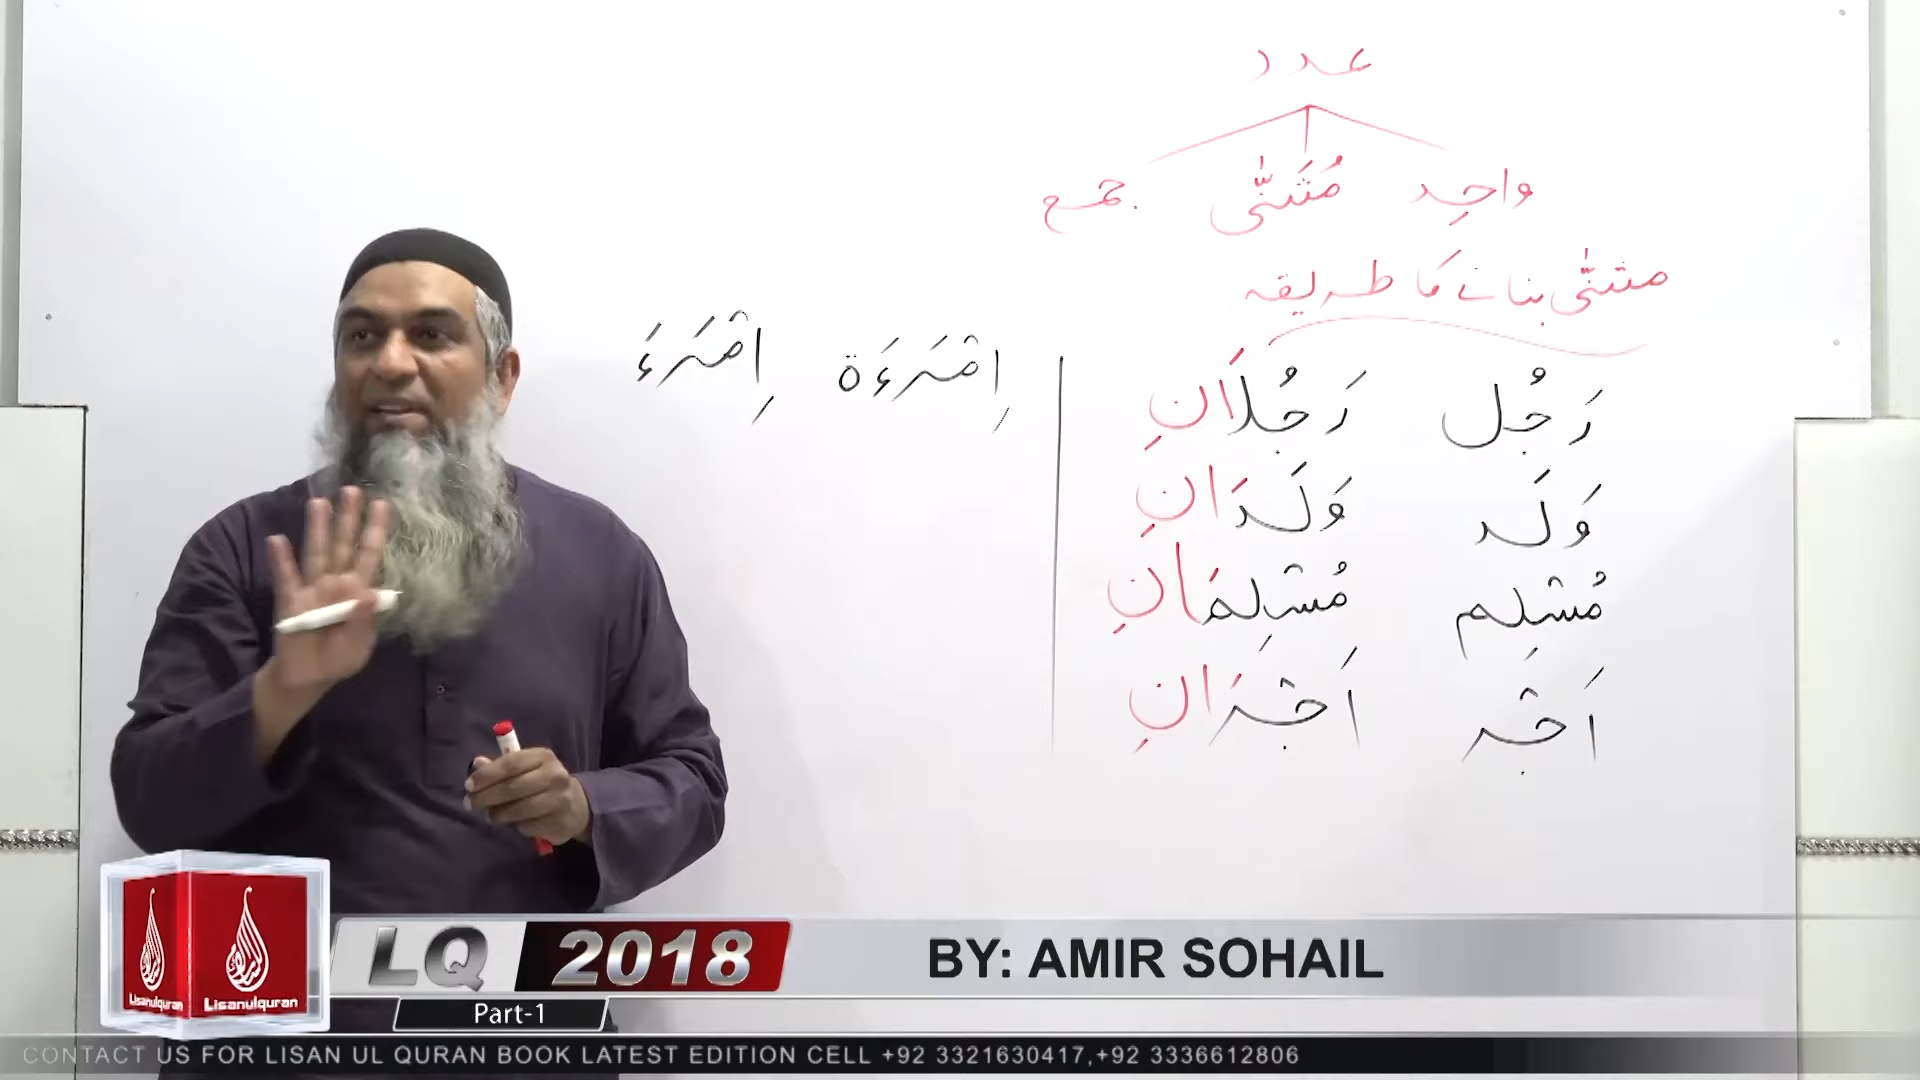 عدد
واحِد مُثَنّٰى جمع
مثنّٰی بنانے کا طریقہ
رَجُل رَجُلَانِ
وَلَد وَلَدَانِ
مُسْلِم مُسْلِمَانِ
اَجْر اَجْرَانِ
اِمْرَءَة اِمْرَءَ
Lisanulquran Lisanulquran
LQ 2018
BY: AMIR SOHAIL
Part-1
CONTACT US FOR LISAN UL QURAN BOOK LATEST EDITION CELL +92 3321630417,+92 3336612806